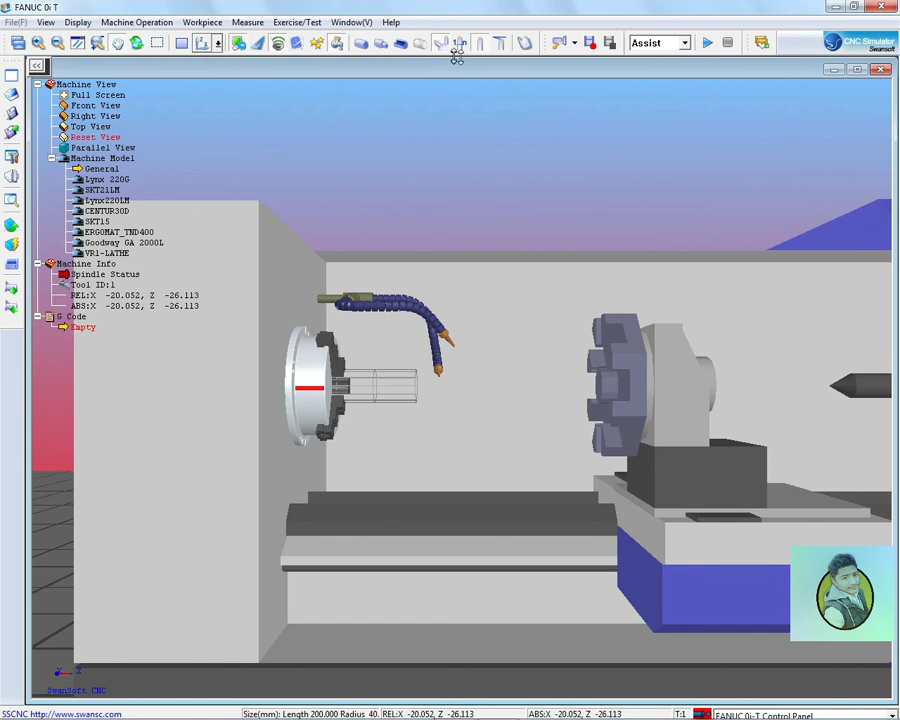 FANUC 0i T
File(F) View Display Machine Operation Workpiece Measure Exercise/Test Window(V) Help
Assist
CNC Simulator
Swansoft
Machine View
Full Screen
Front View
Right View
Top View
Reset View
Parallel View
Machine Model
General
Lynx 220G
SKT21LM
Lynx220LM
CENTUR30D
SKT15
ERGOMAT_TND400
Goodway GA 2000L
VR1-LATHE
Machine Info
Spindle Status
Tool ID:1
REL:X -20.052, Z -26.113
ABS:X -20.052, Z -26.113
G Code
Empty
X Z
SwanSoft CNC
SSCNC http://www.swansc.com Size(mm): Length 200.000 Radius 40. REL:X -20.052, Z -26.113 ABS:X -20.052, Z -26.113 T:1 FANUC 0i-T Control Panel